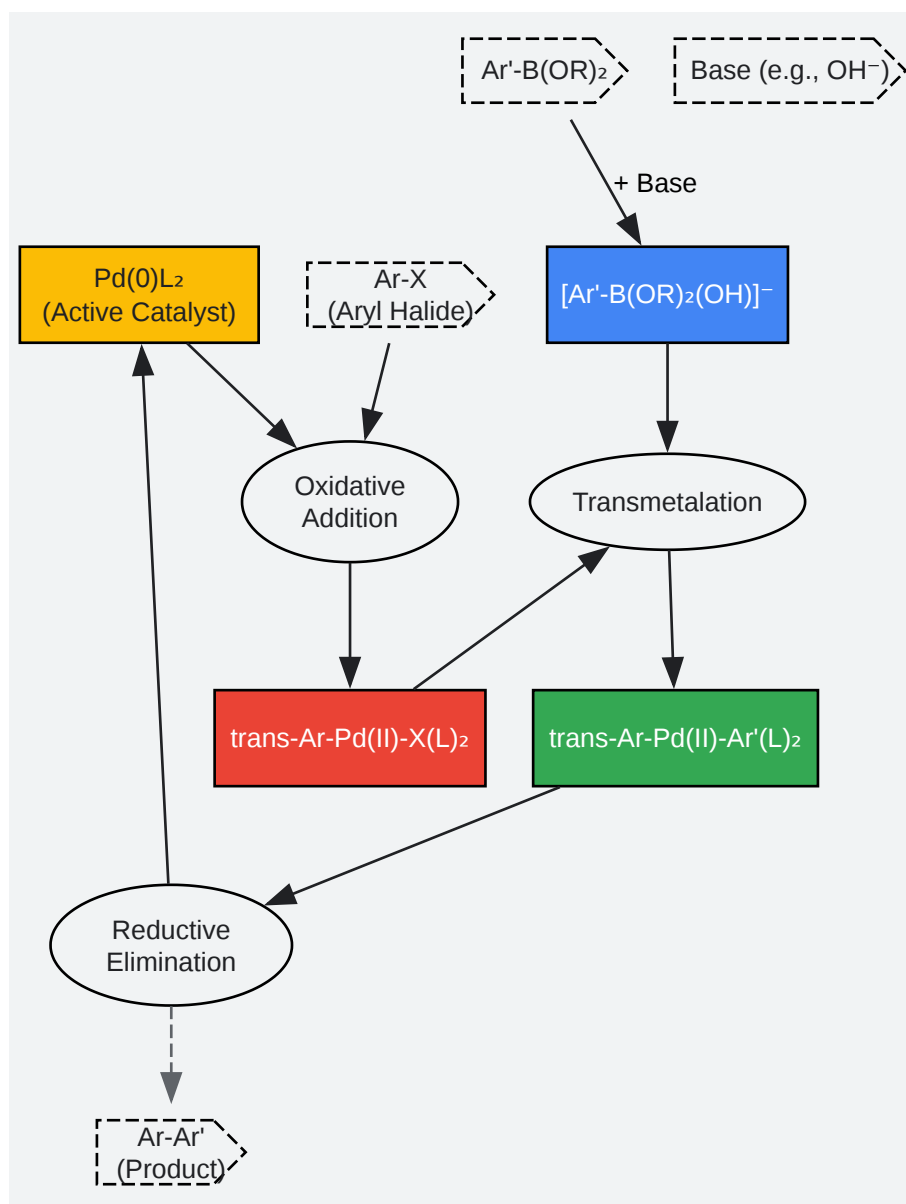 Ar'-B(OR)₂
Base (e.g., OH⁻)
+ Base
Pd(0)L₂
(Active Catalyst)
Ar-X
(Aryl Halide)
[Ar'-B(OR)₂(OH)]⁻
Oxidative
Addition
Transmetalation
trans-Ar-Pd(II)-X(L)₂
trans-Ar-Pd(II)-Ar'(L)₂
Reductive
Elimination
Ar-Ar'
(Product)